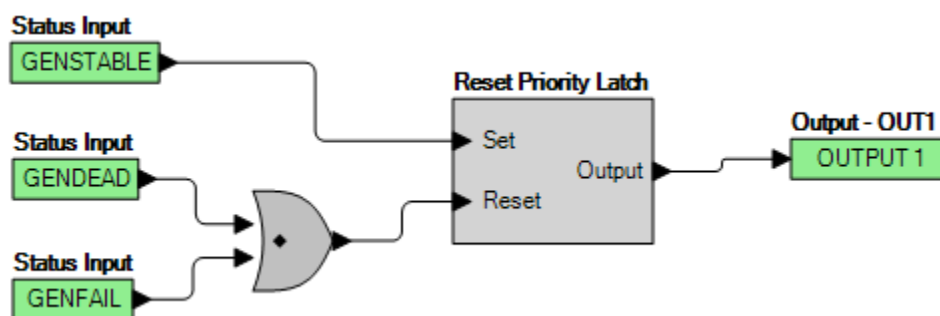 Status Input
GENSTABLE
Status Input
GENDEAD
Status Input
GENFAIL
Reset Priority Latch
Set
Reset
Output
Output - OUT1
OUTPUT 1